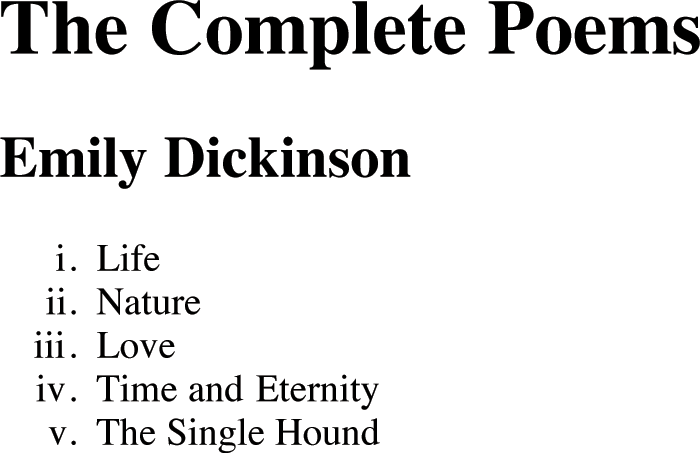 The Complete Poems
Emily Dickinson
i. Life
ii. Nature
iii. Love
iv. Time and Eternity
v. The Single Hound